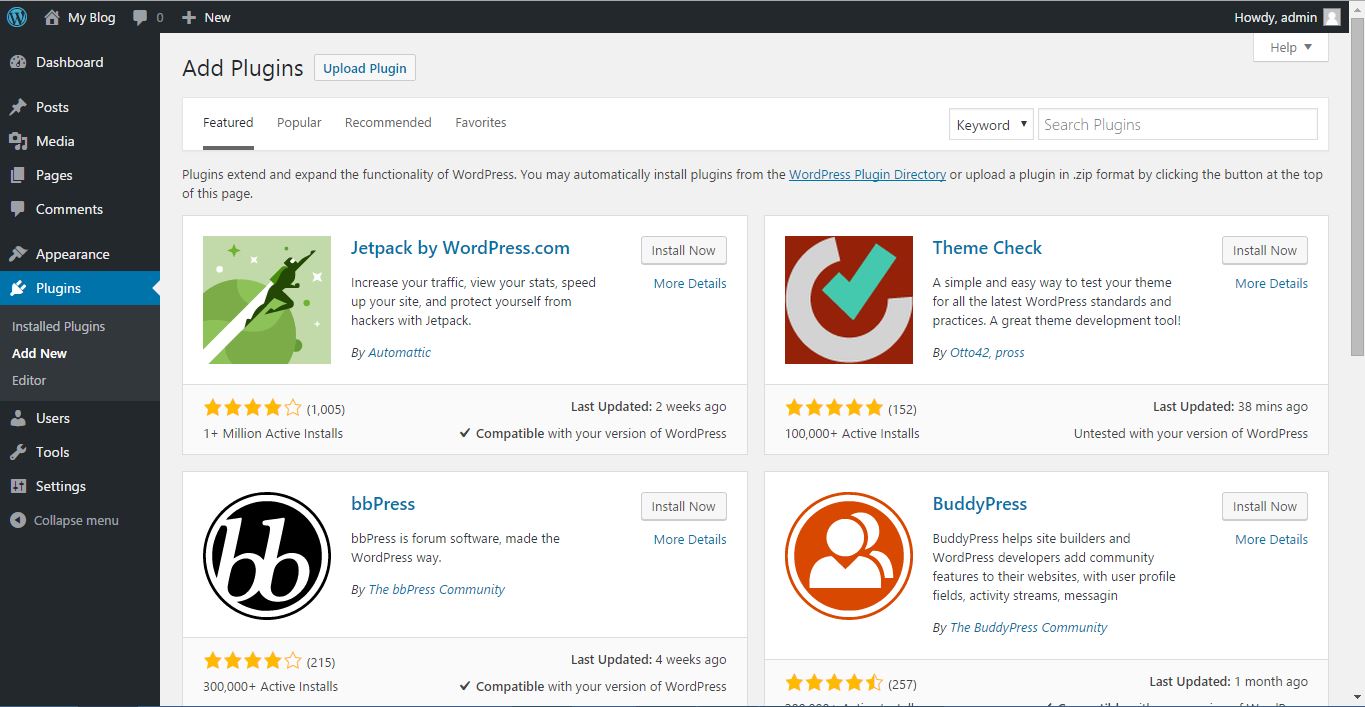 My Blog 0 New Howdy, admin
Help
Dashboard
Posts
Media
Pages
Comments
Appearance
Plugins
Installed Plugins
Add New
Editor
Users
Tools
Settings
Collapse menu
Add Plugins Upload Plugin
Featured Popular Recommended Favorites Keyword Search Plugins
Plugins extend and expand the functionality of WordPress. You may automatically install plugins from the WordPress Plugin Directory or upload a plugin in .zip format by clicking the button at the top
of this page.
Jetpack by WordPress.com
Install Now
More Details
Increase your traffic, view your stats, speed
up your site, and protect yourself from
hackers with Jetpack.
By Automattic
(1,005)
1+ Million Active Installs
Last Updated: 2 weeks ago
Compatible with your version of WordPress
Theme Check
Install Now
More Details
A simple and easy way to test your theme
for all the latest WordPress standards and
practices. A great theme development tool!
By Otto42, pross
(152)
100,000+ Active Installs
Last Updated: 38 mins ago
Untested with your version of WordPress
bb
bbPress
Install Now
More Details
bbPress is forum software, made the
WordPress way.
By The bbPress Community
(215)
300,000+ Active Installs
Last Updated: 4 weeks ago
Compatible with your version of WordPress
BuddyPress
Install Now
More Details
BuddyPress helps site builders and
WordPress developers add community
features to their websites, with user profile
fields, activity streams, messagin
By The BuddyPress Community
(257)
Last Updated: 1 month ago